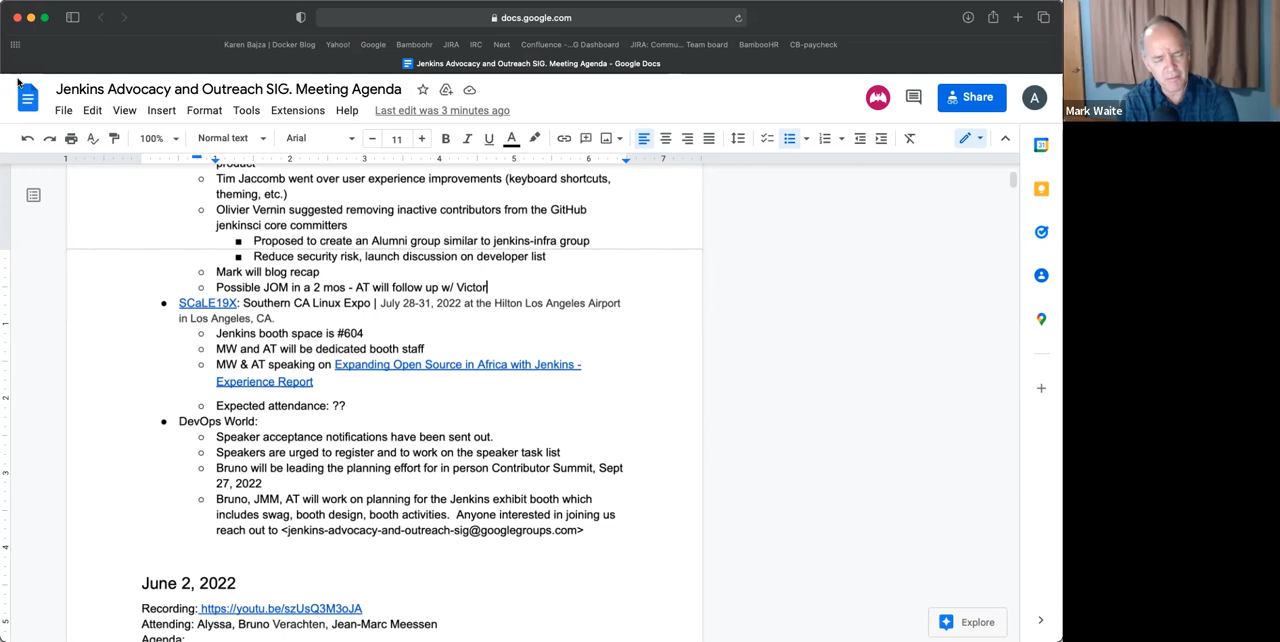 docs.google.com
Karen Bajza | Docker Blog Yahoo! Google Bamboohr JIRA IRC Next Confluence -...G Dashboard JIRA: Commu... Team board BambooHR CB-paycheck
Jenkins Advocacy and Outreach SIG. Meeting Agenda - Google Docs
Jenkins Advocacy and Outreach SIG. Meeting Agenda
Share
A
File Edit View Insert Format Tools Extensions Help Last edit was 3 minutes ago
100% Normal text Arial 11
1 1 2 3 4 5 6 7
product
Tim Jaccomb went over user experience improvements (keyboard shortcuts,
theming, etc.)
Olivier Vernin suggested removing inactive contributors from the GitHub
jenkinsci core committers
Proposed to create an Alumni group similar to jenkins-infra group
Reduce security risk, launch discussion on developer list
Mark will blog recap
Possible JOM in a 2 mos - AT will follow up w/ Victor
SCaLE19X: Southern CA Linux Expo | July 28-31, 2022 at the Hilton Los Angeles Airport
in Los Angeles, CA.
Jenkins booth space is #604
MW and AT will be dedicated booth staff
MW & AT speaking on Expanding Open Source in Africa with Jenkins -
Experience Report
Expected attendance: ??
DevOps World:
Speaker acceptance notifications have been sent out.
Speakers are urged to register and to work on the speaker task list
Bruno will be leading the planning effort for in person Contributor Summit, Sept
27, 2022
Bruno, JMM, AT will work on planning for the Jenkins exhibit booth which
includes swag, booth design, booth activities. Anyone interested in joining us
reach out to <jenkins-advocacy-and-outreach-sig@googlegroups.com>
June 2, 2022
Recording: https://youtu.be/szUsQ3M3oJA
Attending: Alyssa, Bruno Verachten, Jean-Marc Meessen
Agenda:
Explore
Mark Waite